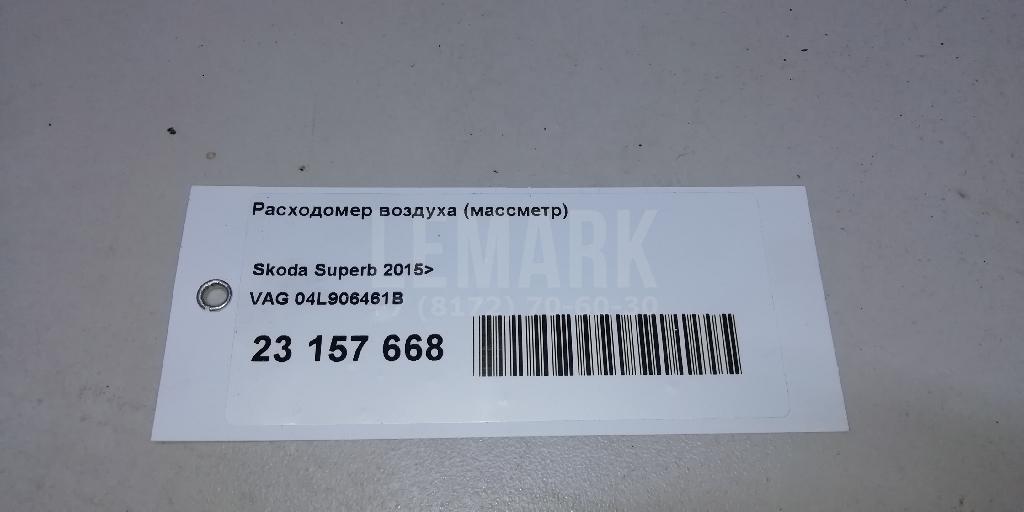 Расходомер воздуха (массметр)
LEMARK
Skoda Superb 2015>
VAG 04L906461B
(8172) 70-60-30
23 157 668